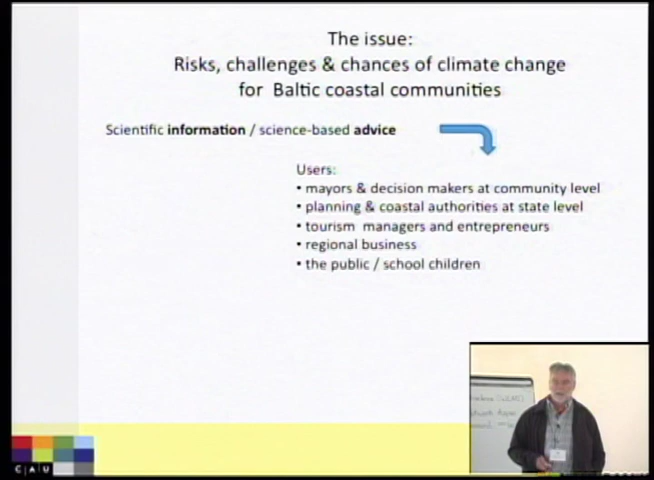 The issue:
Risks, challenges & chances of climate change
for Baltic coastal communities
Scientific information / science-based advice
Users:
• mayors & decision makers at community level
• planning & coastal authorities at state level
• tourism managers and entrepreneurs
• regional business
• the public / school children
C|A|U